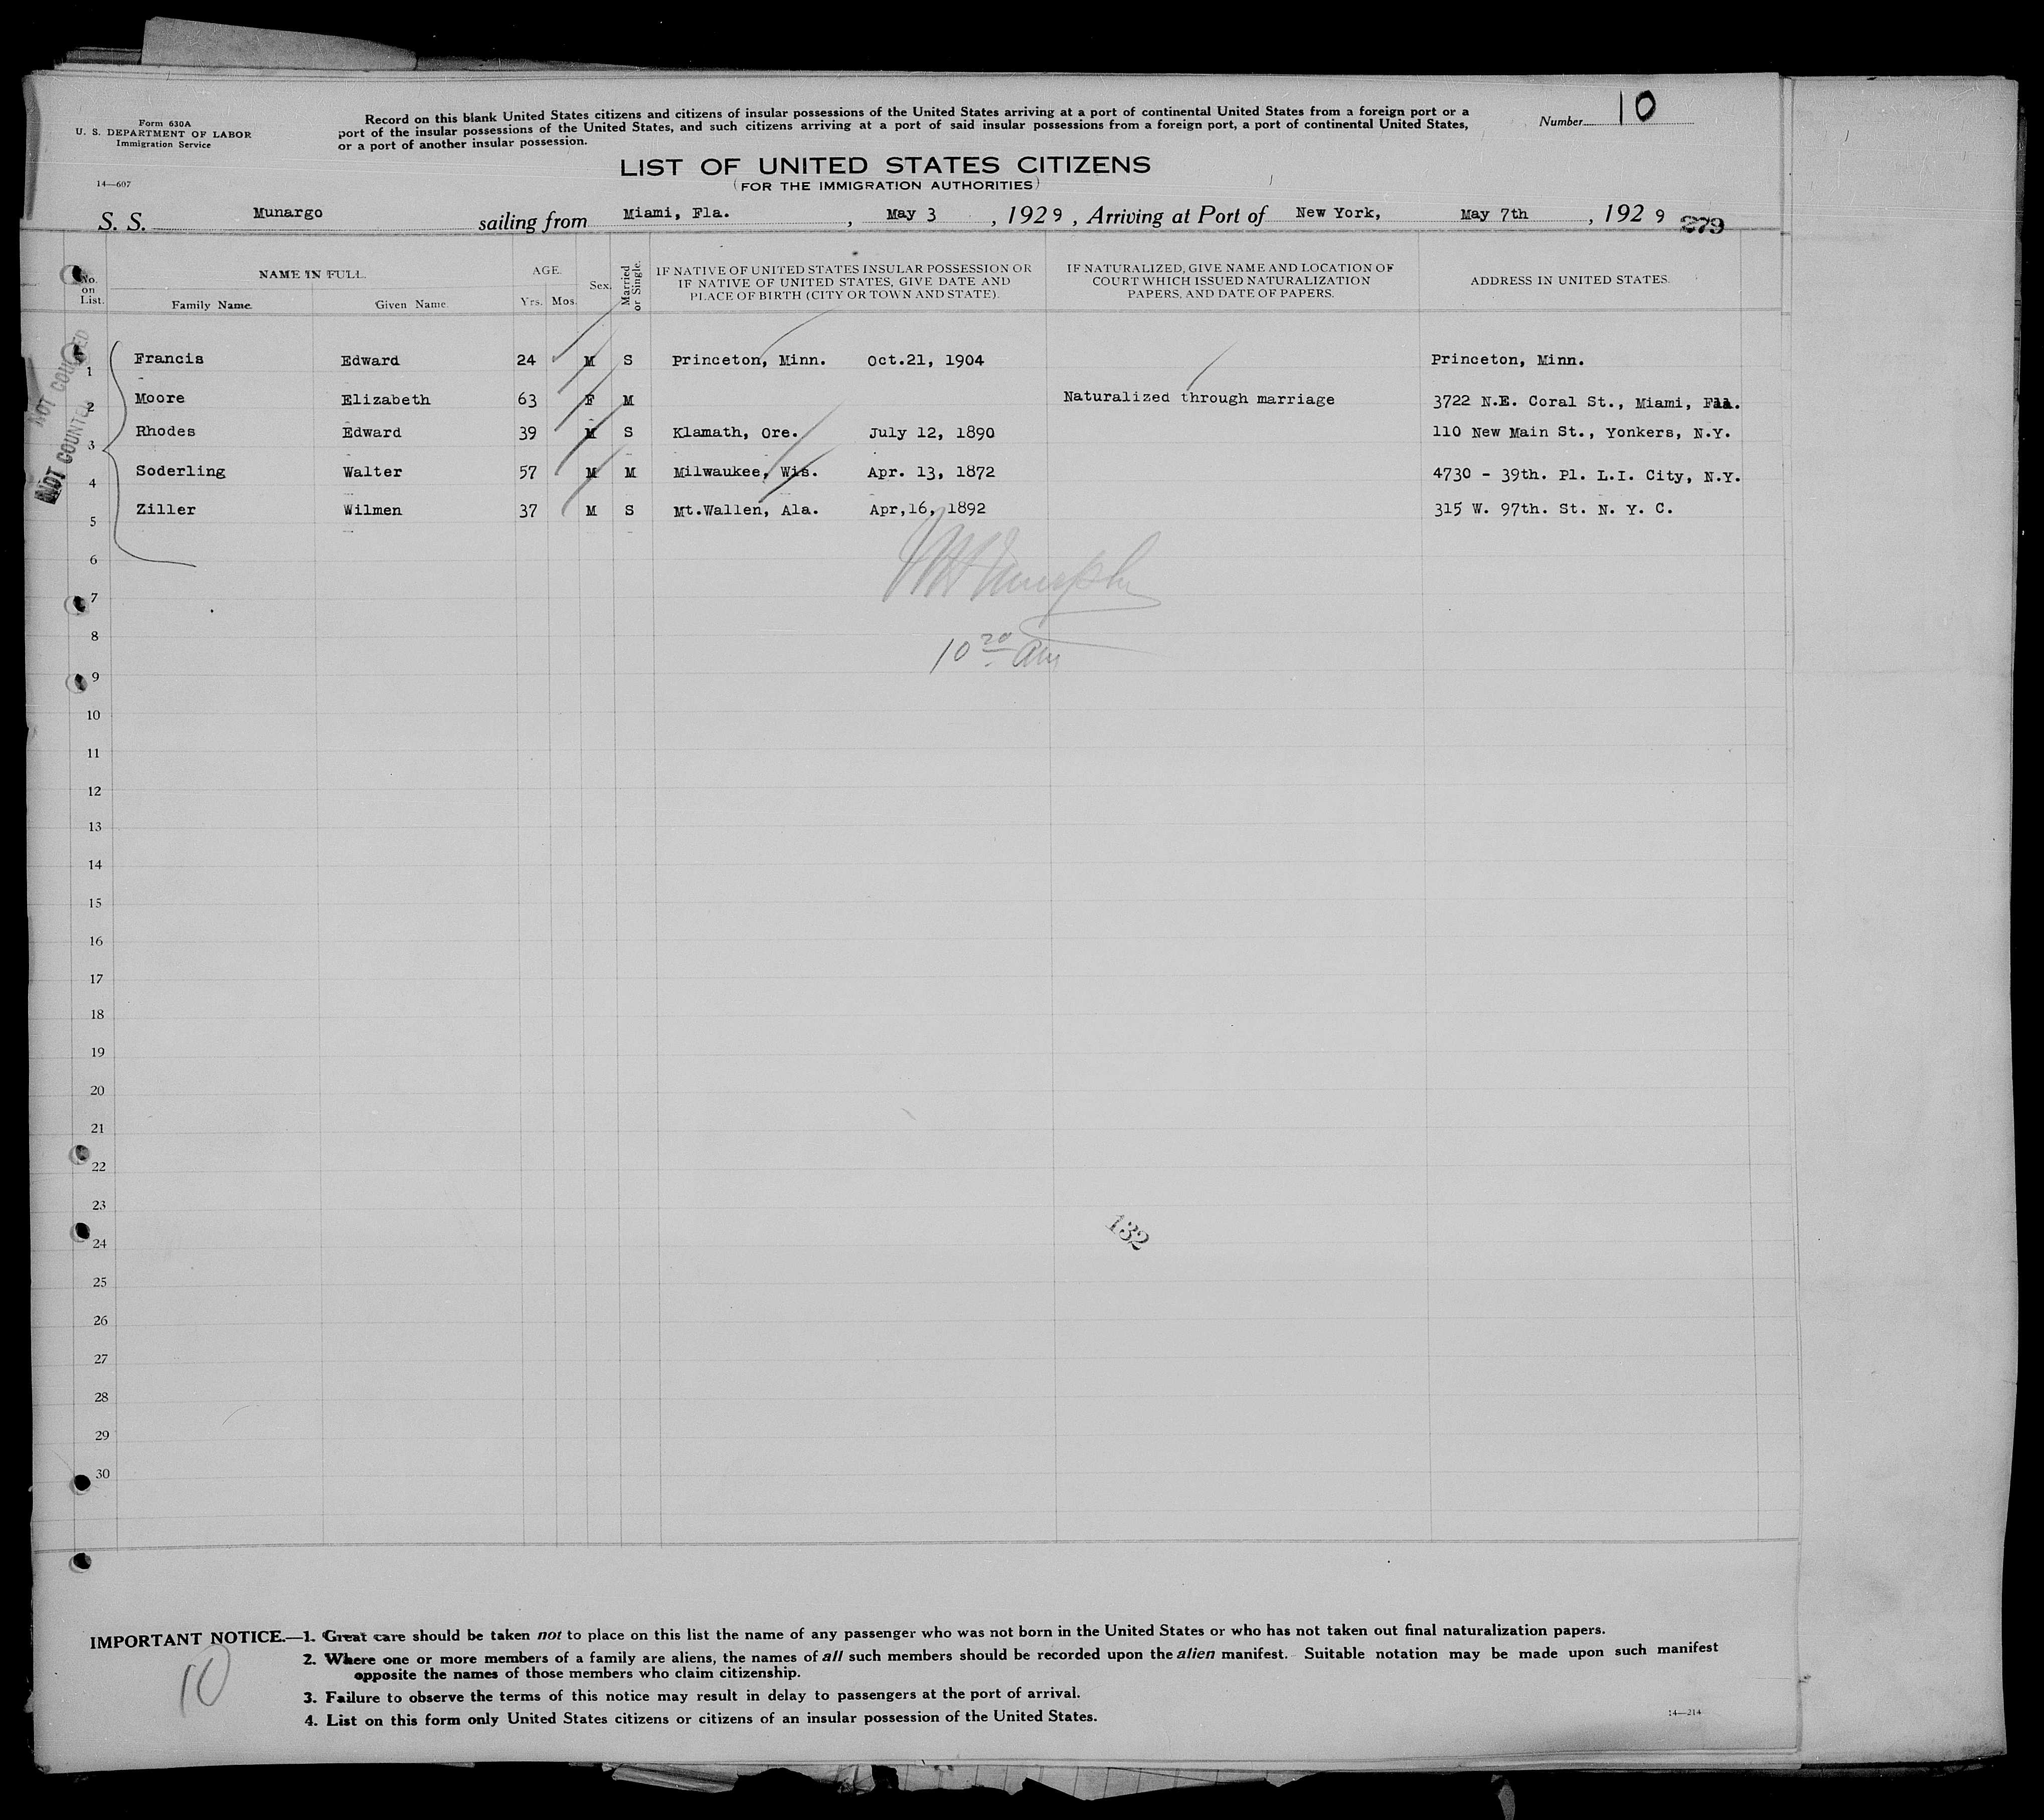 Form 630A
U. S. DEPARTMENT OF LABOR
Immigration Service
14—607
Record on this blank United States citizens and citizens of insular possessions of the United States arriving at a port of continental United States from a foreign port or a
port of the insular possessions of the United States, and such citizens arriving at a port of said insular possessions from a foreign port, a port of continental United States,
or a port of another insular possession.
Number 10
LIST OF UNITED STATES CITIZENS
(FOR THE IMMIGRATION AUTHORITIES)
S. S. Munargo sailing from Miami, Fla. , May 3 , 1929 , Arriving at Port of New York, May 7th , 1929 279
No. on List. NAME IN FULL. Family Name. Given Name. AGE. Yrs. Mos. Sex. Married or Single. IF NATIVE OF UNITED STATES INSULAR POSSESSION OR IF NATIVE OF UNITED STATES, GIVE DATE AND PLACE OF BIRTH (CITY OR TOWN AND STATE). IF NATURALIZED, GIVE NAME AND LOCATION OF COURT WHICH ISSUED NATURALIZATION PAPERS, AND DATE OF PAPERS. ADDRESS IN UNITED STATES.
NOT COUNTED
NOT COUNTED
1 Francis Edward 24 M S Princeton, Minn. Oct.21, 1904 Princeton, Minn.
2 Moore Elizabeth 63 F M Naturalized through marriage 3722 N.E. Coral St., Miami, Fla.
3 Rhodes Edward 39 M S Klamath, Ore. July 12, 1890 110 New Main St., Yonkers, N.Y.
4 Soderling Walter 57 M M Milwaukee, Wis. Apr. 13, 1872 4730 - 39th. Pl. L.I. City, N.Y.
5 Ziller Wilmen 37 M S Mt.Wallen, Ala. Apr,16, 1892 315 W. 97th. St. N. Y. C.
6
7
8
10 20 am
9
10
11
12
13
14
15
16
17
18
19
20
21
22
23
132
24
25
26
27
28
29
30
IMPORTANT NOTICE.—1. Great care should be taken not to place on this list the name of any passenger who was not born in the United States or who has not taken out final naturalization papers.
2. Where one or more members of a family are aliens, the names of all such members should be recorded upon the alien manifest. Suitable notation may be made upon such manifest
opposite the names of those members who claim citizenship.
3. Failure to observe the terms of this notice may result in delay to passengers at the port of arrival.
4. List on this form only United States citizens or citizens of an insular possession of the United States.
10
14—214